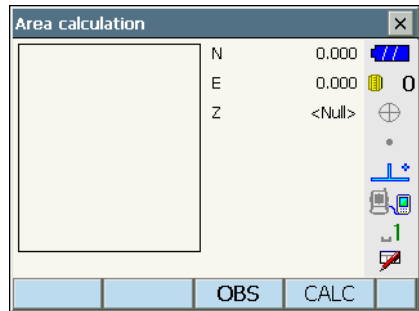 Area calculation
N 0.000
E 0.000 0
Z <Null>
1
OBS CALC